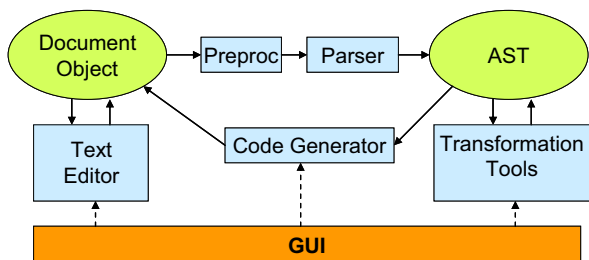 Document
Object
Preproc
Parser
AST
Text
Editor
Code Generator
Transformation
Tools
GUI